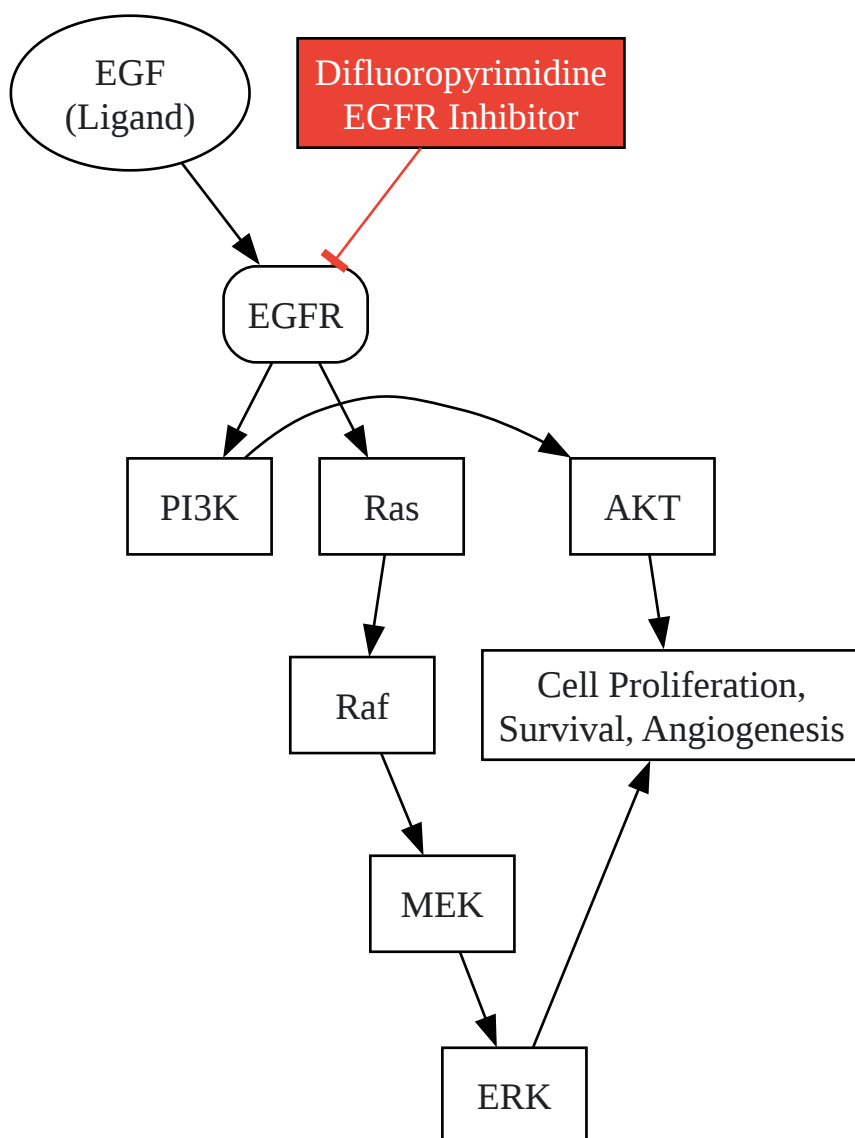 EGF
(Ligand)
Difluoropyrimidine
EGFR Inhibitor
EGFR
PI3K
Ras
AKT
Raf
Cell Proliferation,
Survival, Angiogenesis
MEK
ERK